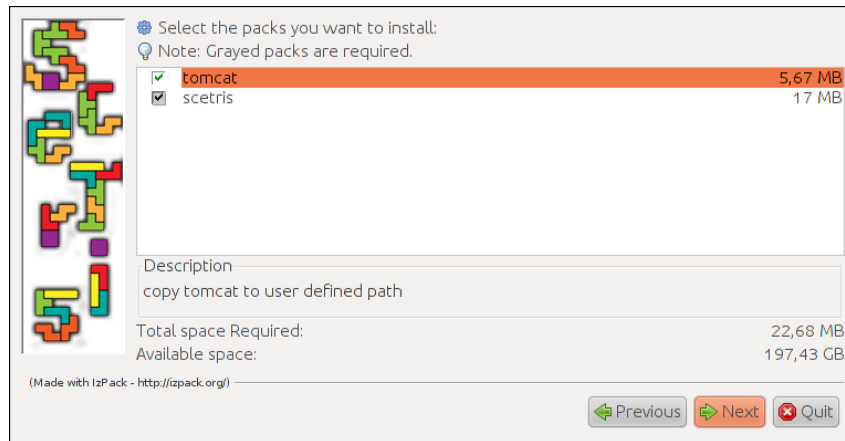 Select the packs you want to install:
Note: Grayed packs are required.
tomcat 5,67 MB
scetris 17 MB
Description
copy tomcat to user defined path
Total space Required: 22,68 MB
Available space: 197,43 GB
(Made with IzPack - http://izpack.org/)
Previous Next Quit